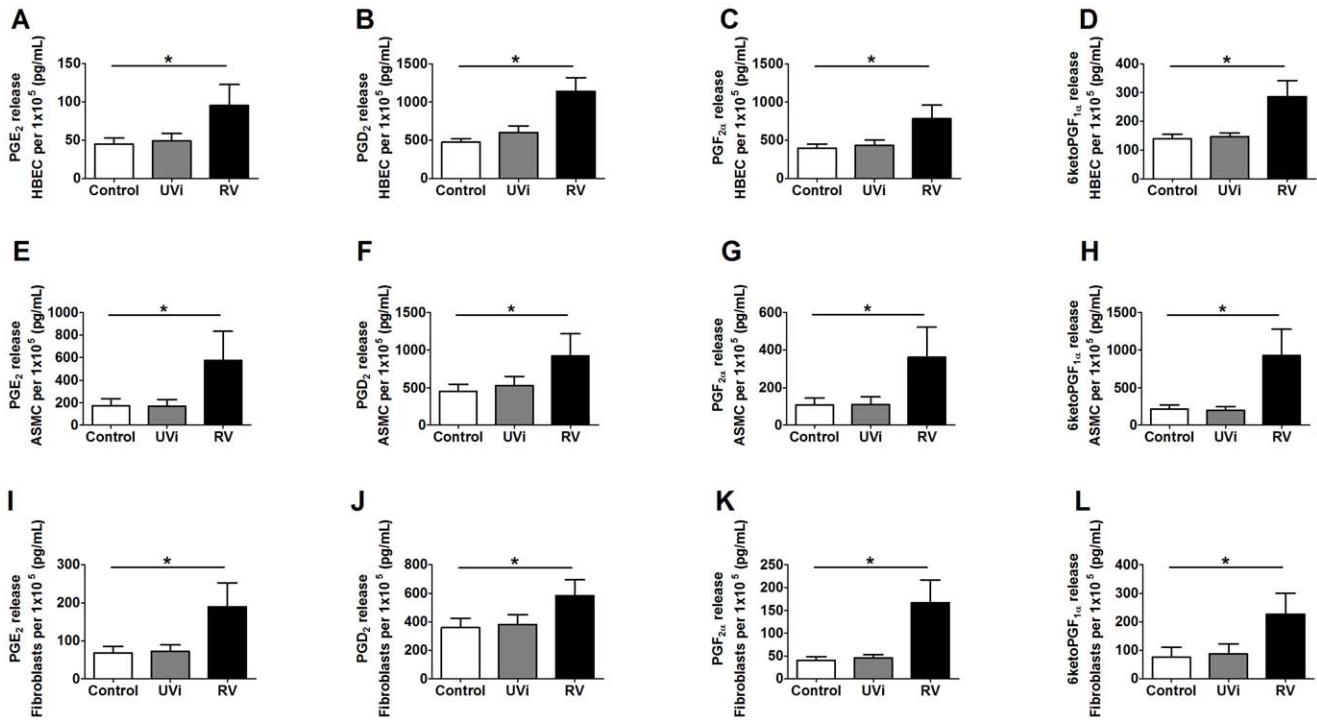 A
PGE2 release
HBEC per 1x10^5 (pg/mL)
150
100
50
0
*
Control UVi RV
B
PGD2 release
HBEC per 1x10^5 (pg/mL)
1500
1000
500
0
*
Control UVi RV
C
PGF2α release
HBEC per 1x10^5 (pg/mL)
1500
1000
500
0
*
Control UVi RV
D
6ketoPGF1α release
HBEC per 1x10^5 (pg/mL)
400
300
200
100
0
*
Control UVi RV
E
PGE2 release
ASMC per 1x10^5 (pg/mL)
1000
800
600
400
200
0
*
Control UVi RV
F
PGD2 release
ASMC per 1x10^5 (pg/mL)
1500
1000
500
0
*
Control UVi RV
G
PGF2α release
ASMC per 1x10^5 (pg/mL)
600
400
200
0
*
Control UVi RV
H
6ketoPGF1α release
ASMC per 1x10^5 (pg/mL)
1500
1000
500
0
*
Control UVi RV
I
PGE2 release
Fibroblasts per 1x10^5 (pg/mL)
300
200
100
0
*
Control UVi RV
J
PGD2 release
Fibroblasts per 1x10^5 (pg/mL)
800
600
400
200
0
*
Control UVi RV
K
PGF2α release
Fibroblasts per 1x10^5 (pg/mL)
250
200
150
100
50
0
*
Control UVi RV
L
6ketoPGF1α release
Fibroblasts per 1x10^5 (pg/mL)
400
300
200
100
0
*
Control UVi RV